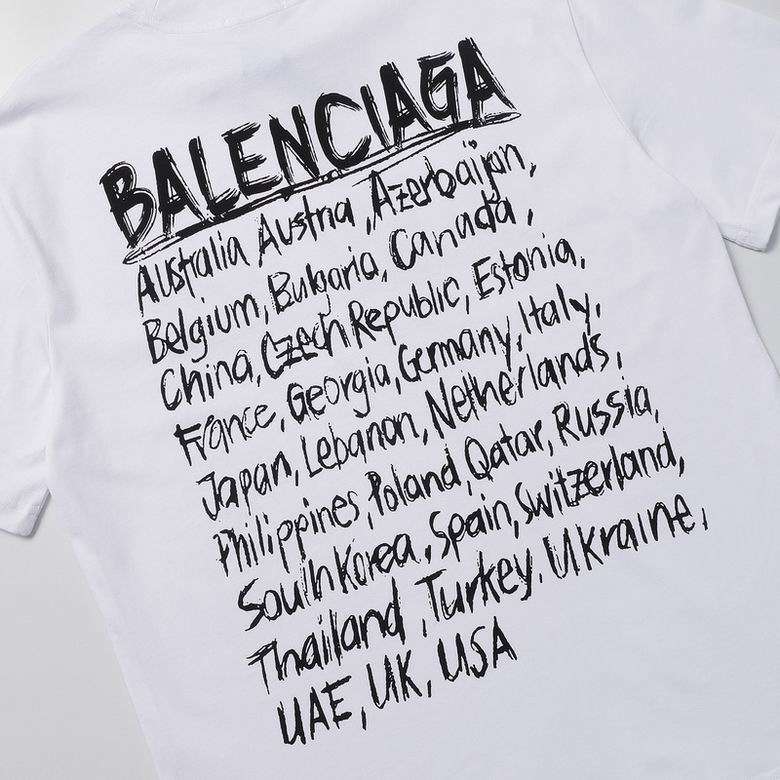 BALENCIAGA
Australia Austria, Azerbaijan,
Belgium, Bulgaria, Canada,
China, Czech Republic, Estonia,
France, Georgia, Germany, Italy,
Japan, Lebanon, Netherlands,
Philippines, Poland, Qatar, Russia,
South Korea, Spain, Switzerland,
Thailand, Turkey. Ukraine,
UAE, UK, USA